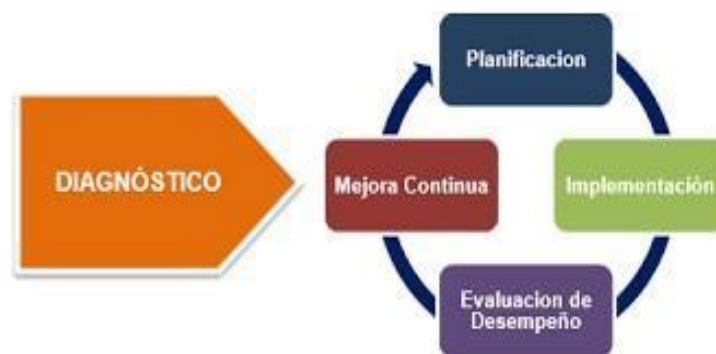 Planificacion
DIAGNÓSTICO
Mejora Continua
Implementación
Evaluacion de
Desempeño